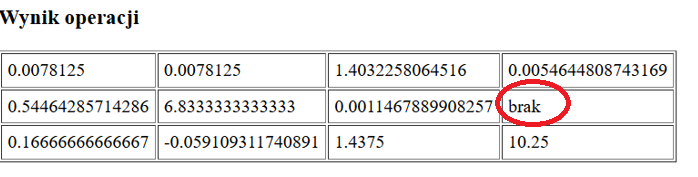 Wynik operacji
0.0078125 0.0078125 1.4032258064516 0.0054644808743169
0.54464285714286 6.8333333333333 0.0011467889908257 brak
0.16666666666667 -0.059109311740891 1.4375 10.25